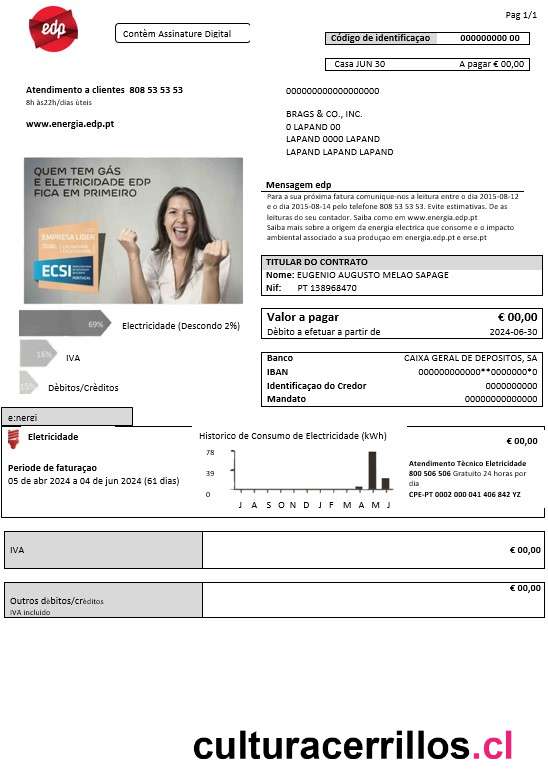 Pag 1/1
edp
Contêm Assinature Digital
Código de identificaçao 000000000 00
Casa JUN 30 A pagar € 00,00
Atendimento a clientes 808 53 53 53
8h às22h/dias úteis
www.energia.edp.pt
000000000000000000
BRAGS & CO., INC.
0 LAPAND 00
LAPAND 0000 LAPAND
LAPAND LAPAND LAPAND
QUEM TEM GÁS
E ELETRICIDADE EDP
FICA EM PRIMEIRO
EMPRESA LIDER
ECSI
Mensagem edp
Para a sua próxima fatura comunique-nos a leitura entre o dia 2015-08-12
e o dia 2015-08-14 pelo telefone 808 53 53 53. Evite estimativas. De as
leituras do seu contador. Saiba como em www.energia.edp.pt
Saiba mais sobre a origem da energia electrica que consome e o impacto
ambiental associado a sua produçao em energia.edp.pt e erse.pt
TITULAR DO CONTRATO
Nome: EUGENIO AUGUSTO MELAO SAPAGE
Nif: PT 138968470
69% Electricidade (Descondo 2%)
16% IVA
15% Dèbitos/Crèditos
Valor a pagar € 00,00
Dèbito a efetuar a partir de 2024-06-30
Banco CAIXA GERAL DE DEPOSITOS, SA
IBAN 000000000000**0000000*0
Identificaçao do Credor 0000000000
Mandato 00000000000000
e:nergi
Eletricidade
Periode de faturaçao
05 de abr 2024 a 04 de jun 2024 (61 dias)
Historico de Consumo de Electricidade (kWh)
78
39
0
J A S O N D J F M A M J
€ 00,00
Atendimento Tècnico Eletricidade
800 506 506 Gratuito 24 horas por
dia
CPE-PT 0002 000 041 406 842 YZ
IVA € 00,00
Outros dèbitos/crèditos € 00,00
IVA incluido
culturacerrillos.cl